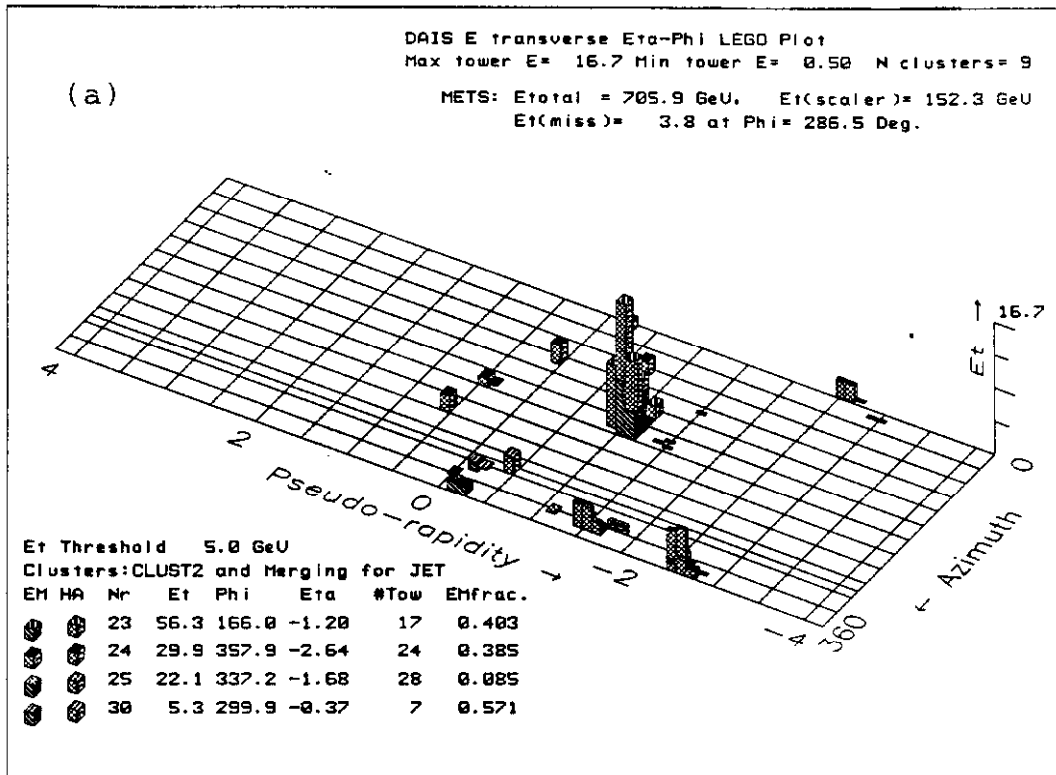 DAIS E transverse Eta-Phi LEGO Plot
Max tower E= 16.7 Min tower E= 0.50 N clusters= 9
(a)
METS: Etotal = 705.9 GeV, Et(scaler)= 152.3 GeV
Et(miss)= 3.8 at Phi= 286.5 Deg.
Et →
16.7
4
2
0
-2
-4
Pseudo-rapidity →
0
← Azimuth
360
Et Threshold 5.0 GeV
Clusters:CLUST2 and Merging for JET
EM HA Nr Et Phi Eta #Tow EMfrac.
23 56.3 166.0 -1.20 17 0.403
24 29.9 357.9 -2.64 24 0.385
25 22.1 337.2 -1.68 28 0.085
30 5.3 299.9 -0.37 7 0.571